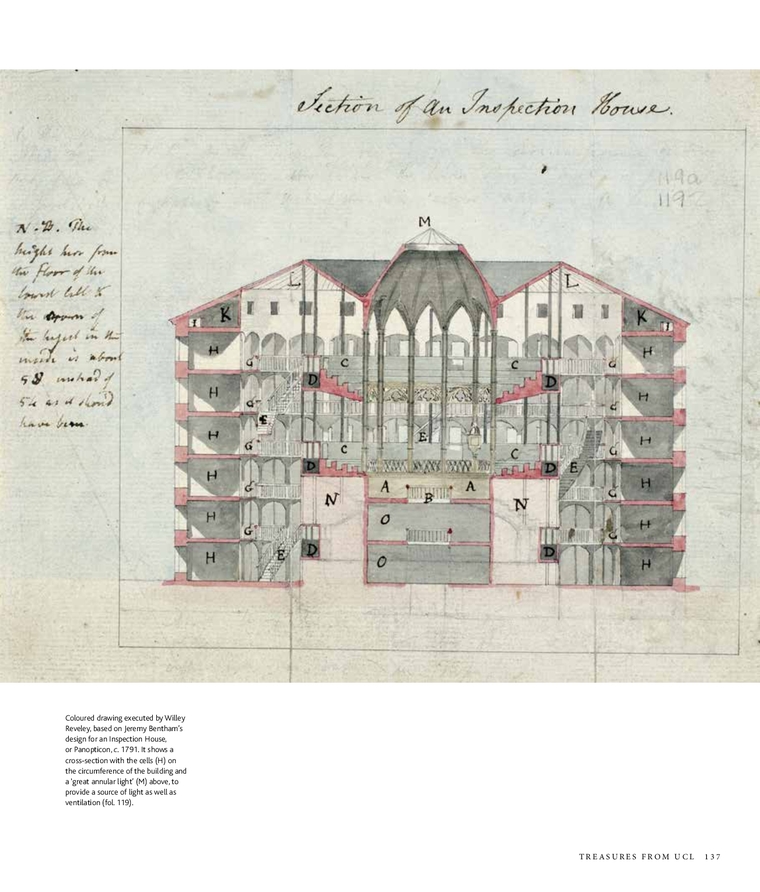 Section of an Inspection House.
119a
119
M
N.B. The
height here from
the floor of the
lowest Cell to
the crown of
the highest in the
inside is about
58 instead of
54 as it should
have been
L L
K K
H H
G G
C C
D D
H H
G G
E E
H H
G G
C C
D D
E
H H
A A
B
G G
N N
O
H H
G G
D D
E
O
H H
Coloured drawing executed by Willey
Reveley, based on Jeremy Bentham’s
design for an Inspection House,
or Panopticon, c. 1791. It shows a
cross-section with the cells (H) on
the circumference of the building and
a ‘great annular light’ (M) above, to
provide a source of light as well as
ventilation (fol. 119).
TREASURES FROM UCL 137